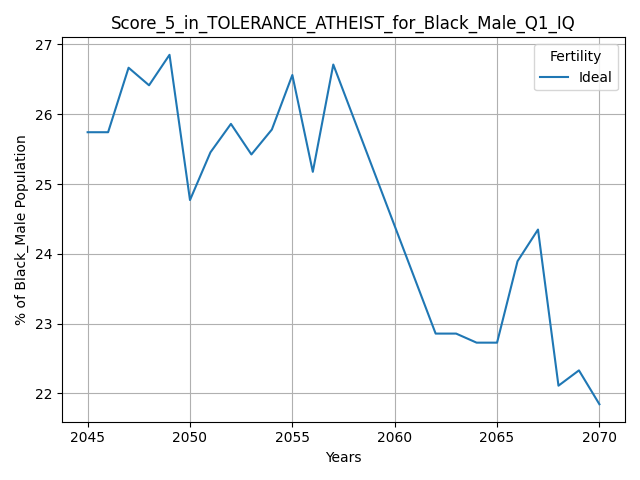 Score_5_in_TOLERANCE_ATHEIST_for_Black_Male_Q1_IQ
27
26
25
24
23
22
% of Black_Male Population
Fertility
Ideal
2045 2050 2055 2060 2065 2070
Years